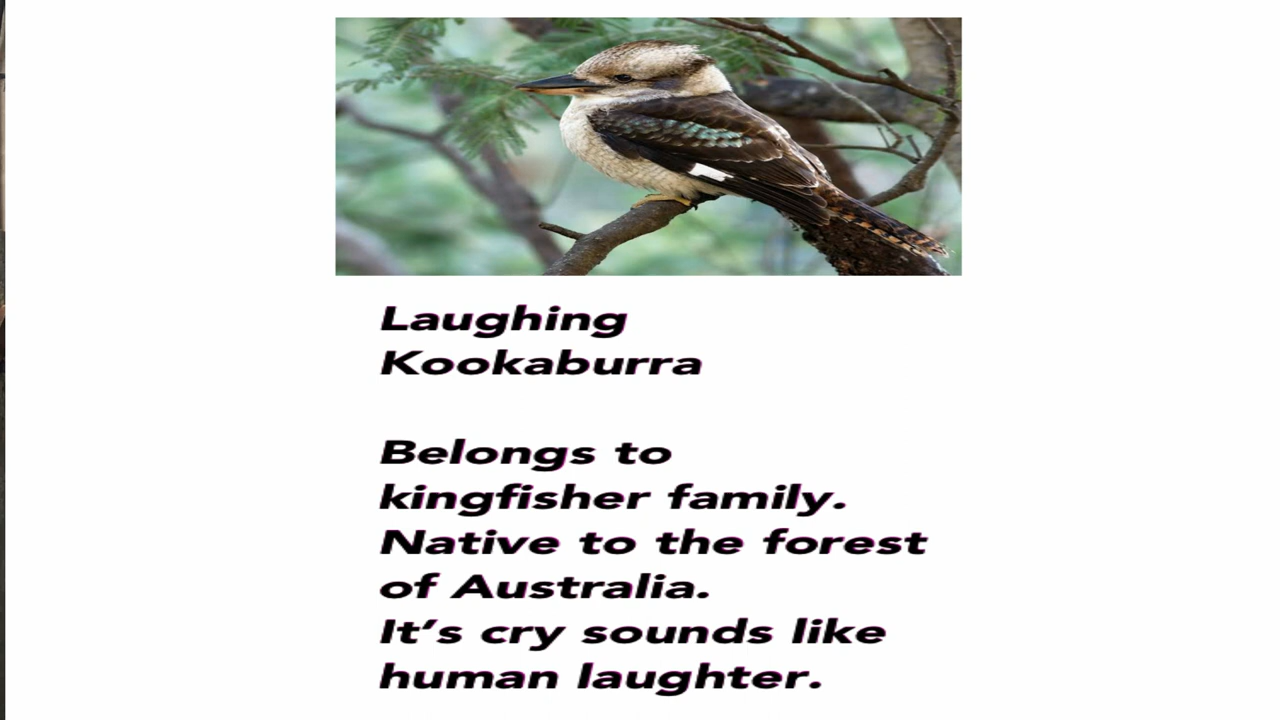 Laughing
Kookaburra
Belongs to
kingfisher family.
Native to the forest
of Australia.
It’s cry sounds like
human laughter.